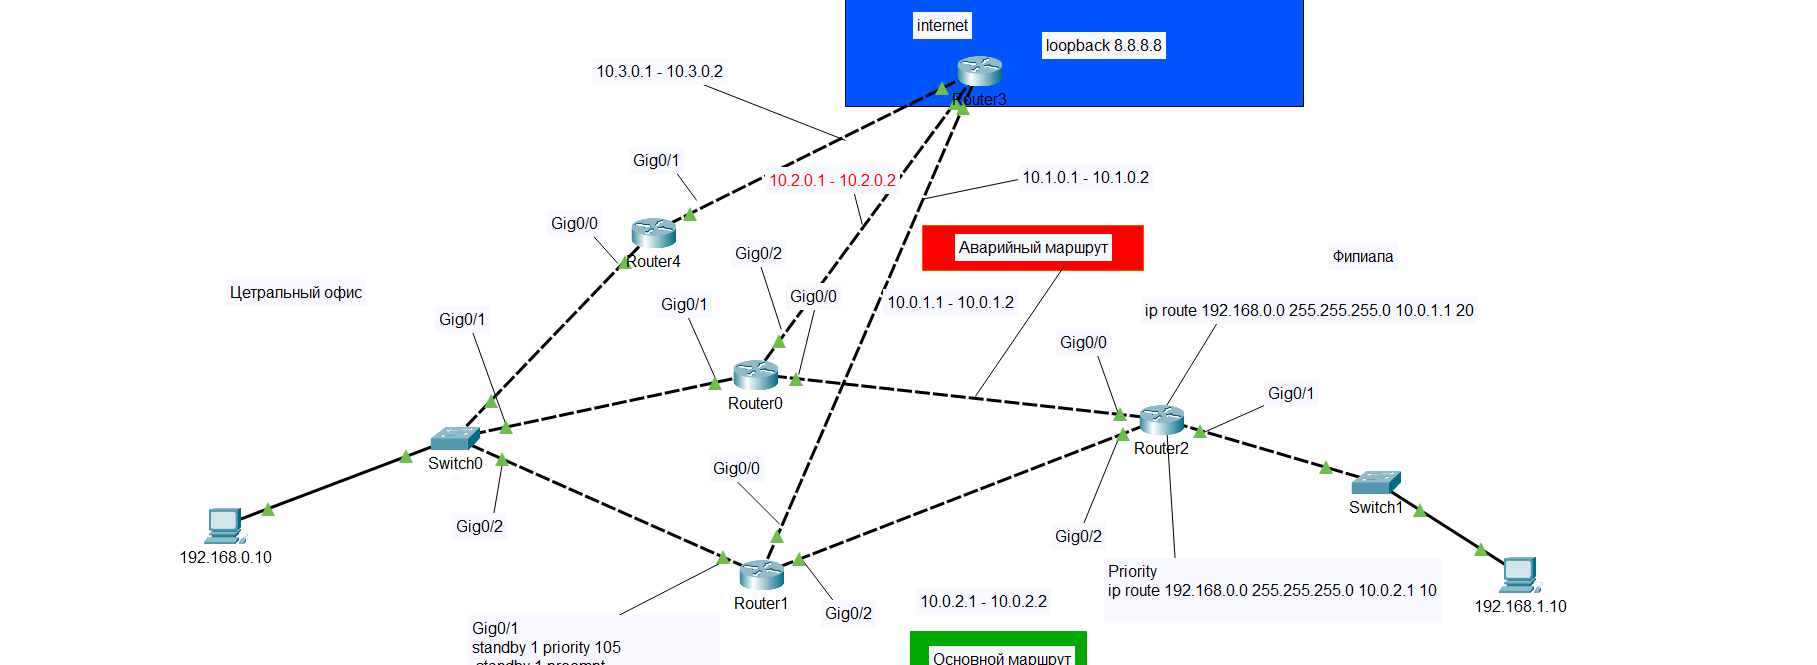 internet
loopback 8.8.8.8
10.3.0.1 - 10.3.0.2
Router3
Gig0/1
10.2.0.1 - 10.2.0.2
10.1.0.1 - 10.1.0.2
Gig0/0
Router4
Аварийный маршрут
Филиала
Gig0/2
Цетральный офис
Gig0/1
Gig0/0
10.0.1.1 - 10.0.1.2
ip route 192.168.0.0 255.255.255.0 10.0.1.1 20
Gig0/1
Gig0/0
Router0
Gig0/1
Router2
Switch0
Gig0/0
Switch1
Gig0/2
Gig0/2
192.168.0.10
Priority
ip route 192.168.0.0 255.255.255.0 10.0.2.1 10
Router1
10.0.2.1 - 10.0.2.2
192.168.1.10
Gig0/2
Gig0/1
standby 1 priority 105
standby 1 preempt
Основной маршрут